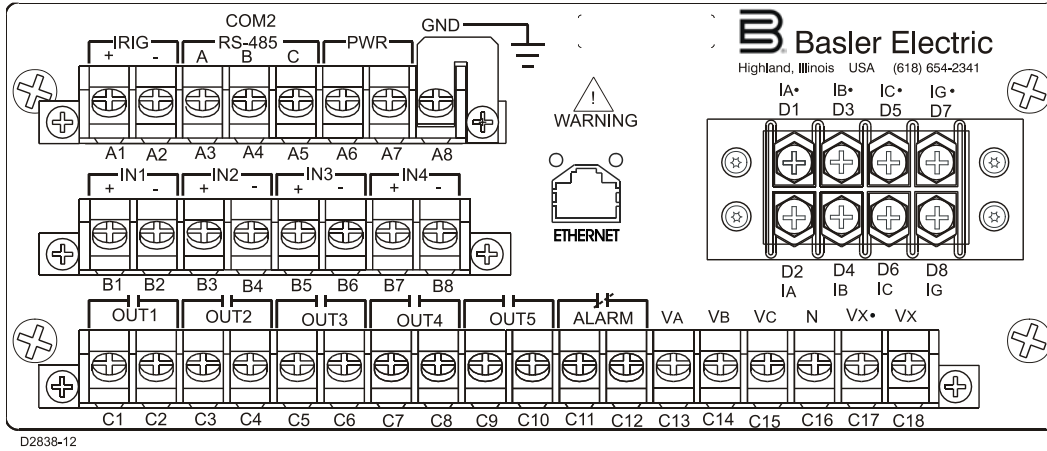 COM2
GND
IRIG RS-485 PWR
+ - A B C
A1 A2 A3 A4 A5 A6 A7 A8
B Basler Electric
Highland, Illinois USA (618) 654-2341
IA• IB• IC• IG•
D1 D3 D5 D7
! 
WARNING
ETHERNET
IN1 IN2 IN3 IN4
+ - + - + - + -
B1 B2 B3 B4 B5 B6 B7 B8
D2 D4 D6 D8
IA IB IC IG
OUT1 OUT2 OUT3 OUT4 OUT5 ALARM VA VB VC N VX• VX
C1 C2 C3 C4 C5 C6 C7 C8 C9 C10 C11 C12 C13 C14 C15 C16 C17 C18
D2838-12